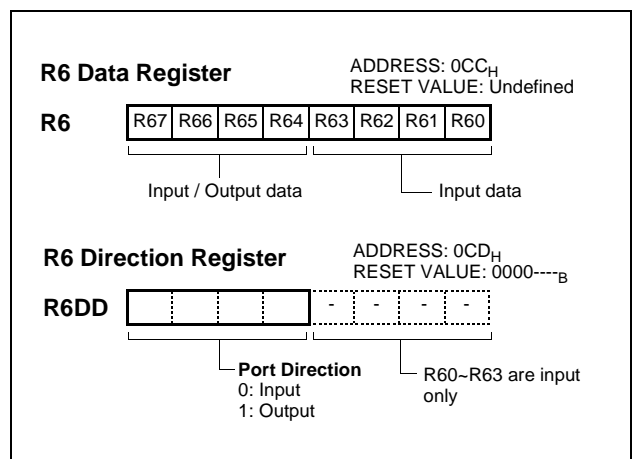 R6 Data Register
ADDRESS: 0CCH
RESET VALUE: Undefined
R6
R67 R66 R65 R64 R63 R62 R61 R60
Input / Output data
Input data
R6 Direction Register
ADDRESS: 0CDH
RESET VALUE: 0000----B
R6DD
- - - -
Port Direction
0: Input
1: Output
R60~R63 are input
only